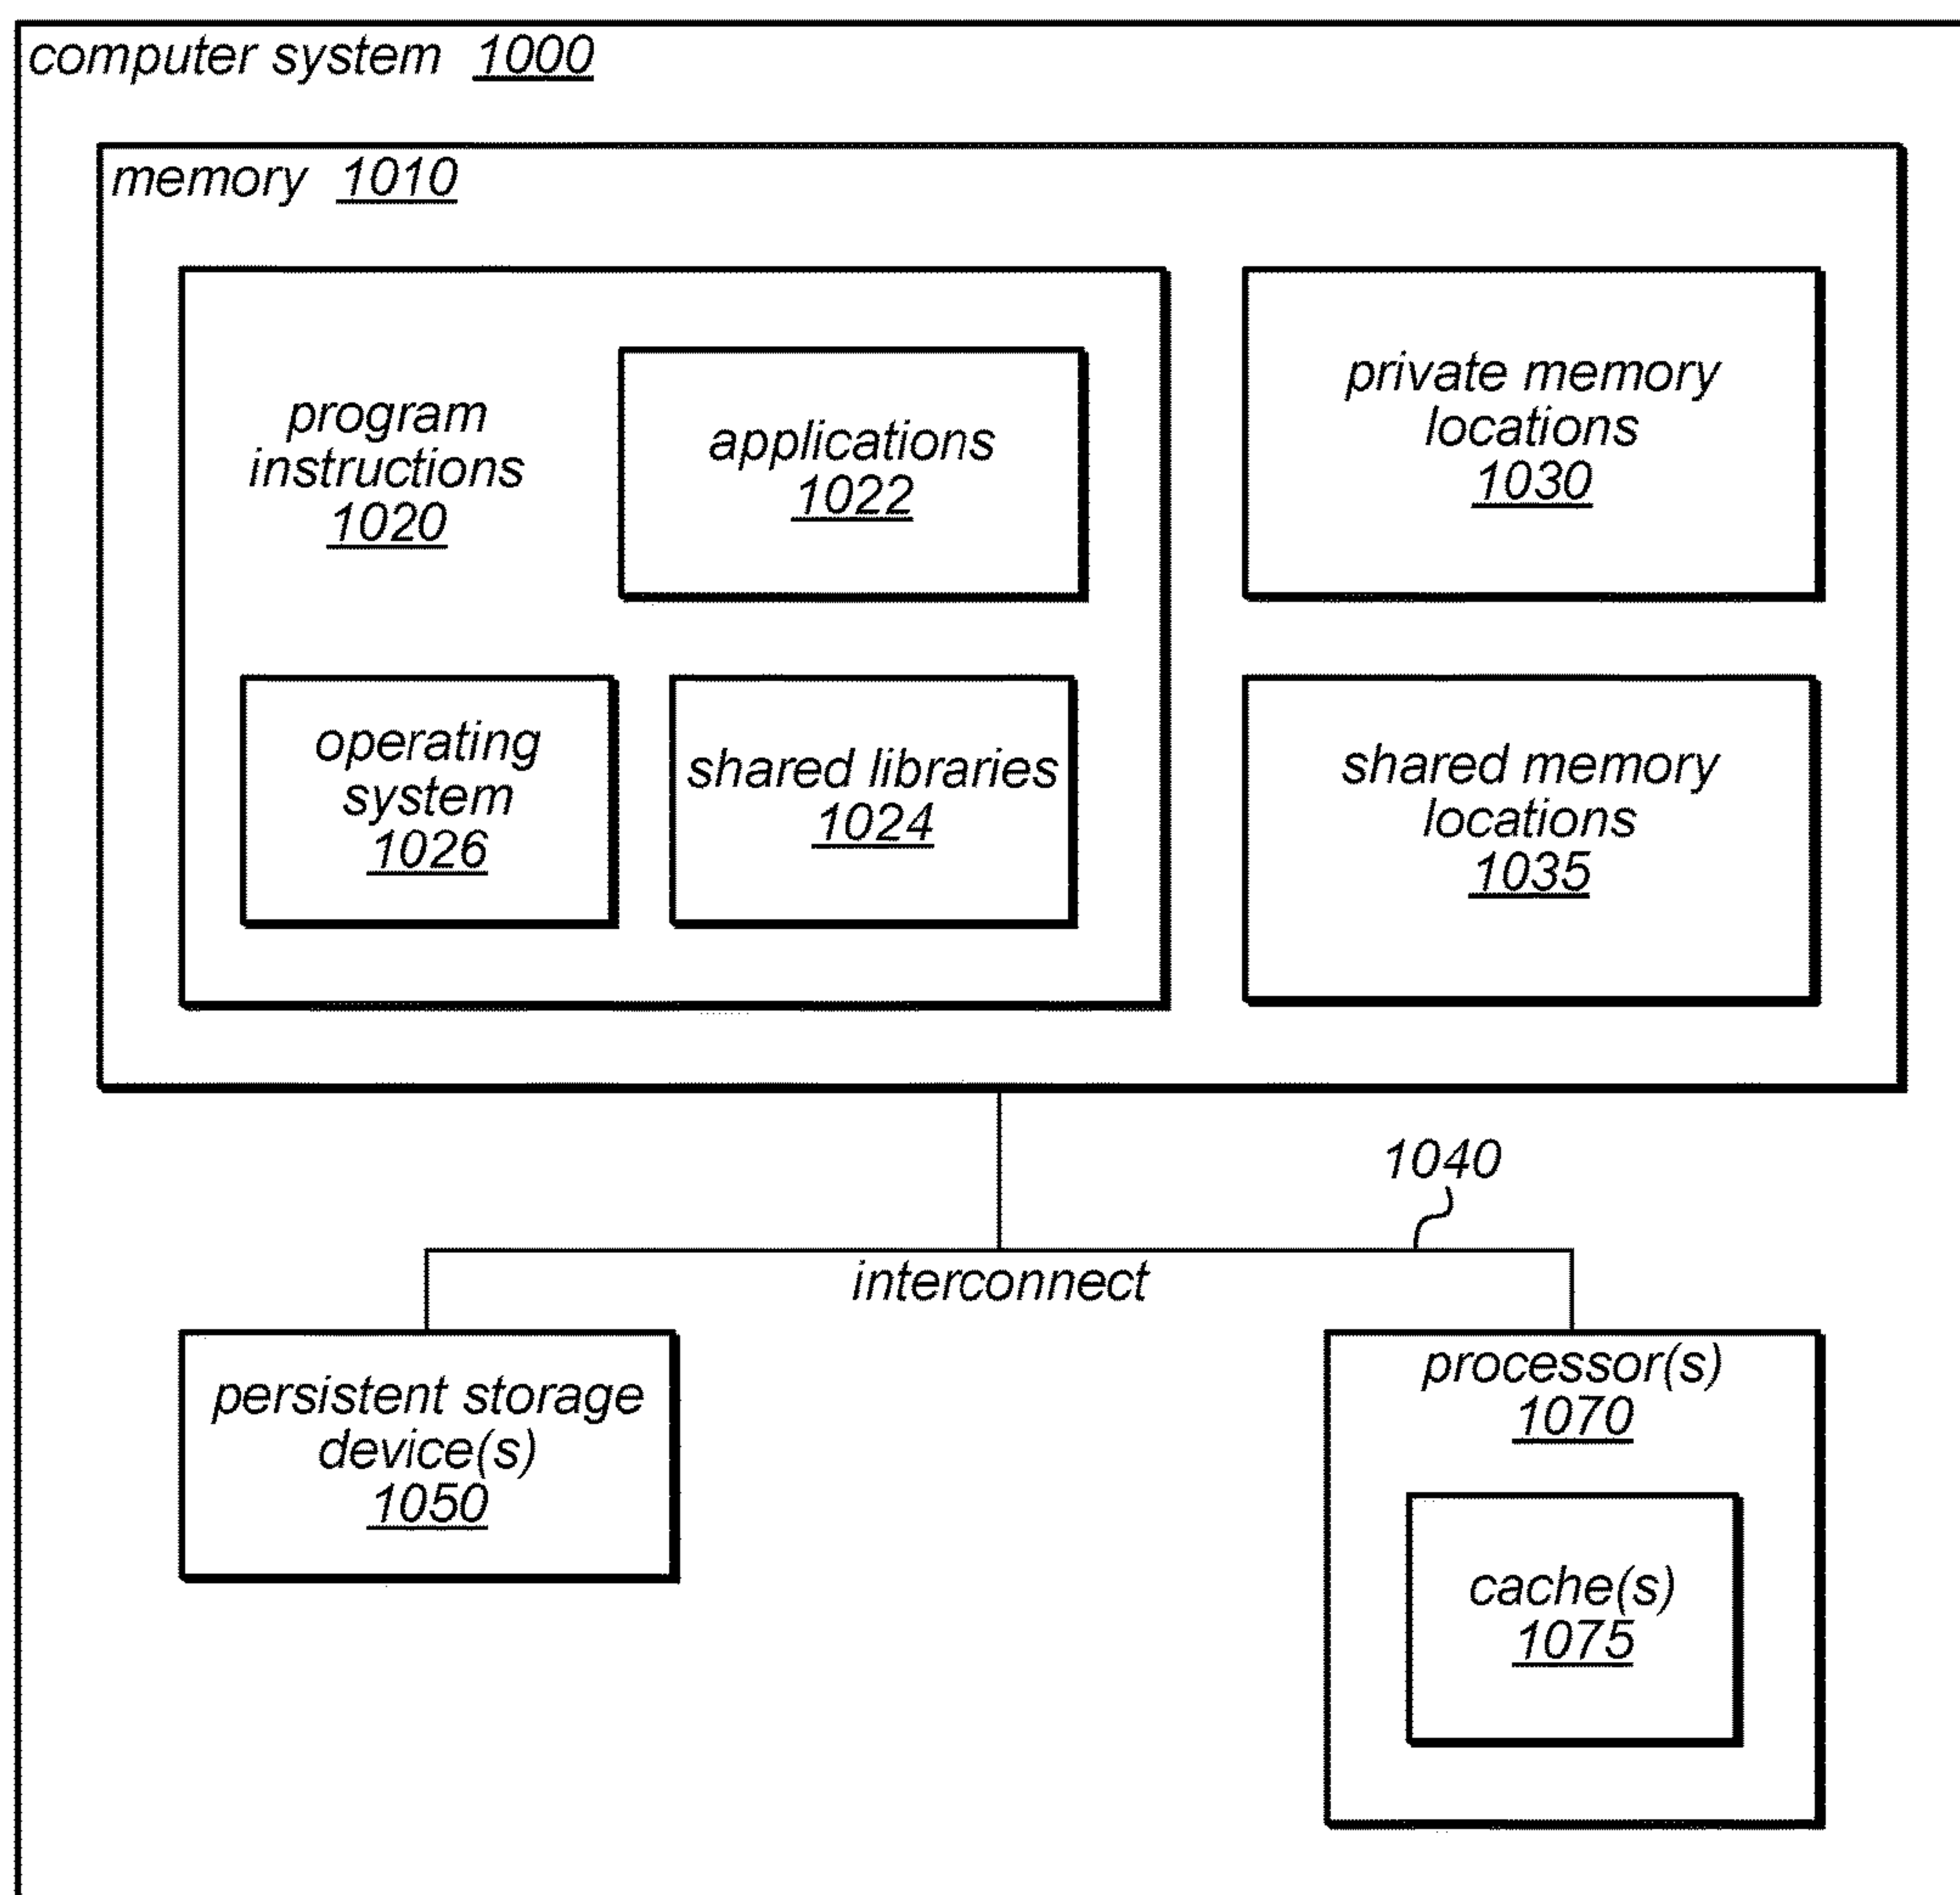 computer system 1000
memory 1010
program
instructions
1020
applications
1022
private memory
locations
1030
operating
system
1026
shared libraries
1024
shared memory
locations
1035
1040
interconnect
persistent storage
device(s)
1050
processor(s)
1070
cache(s)
1075